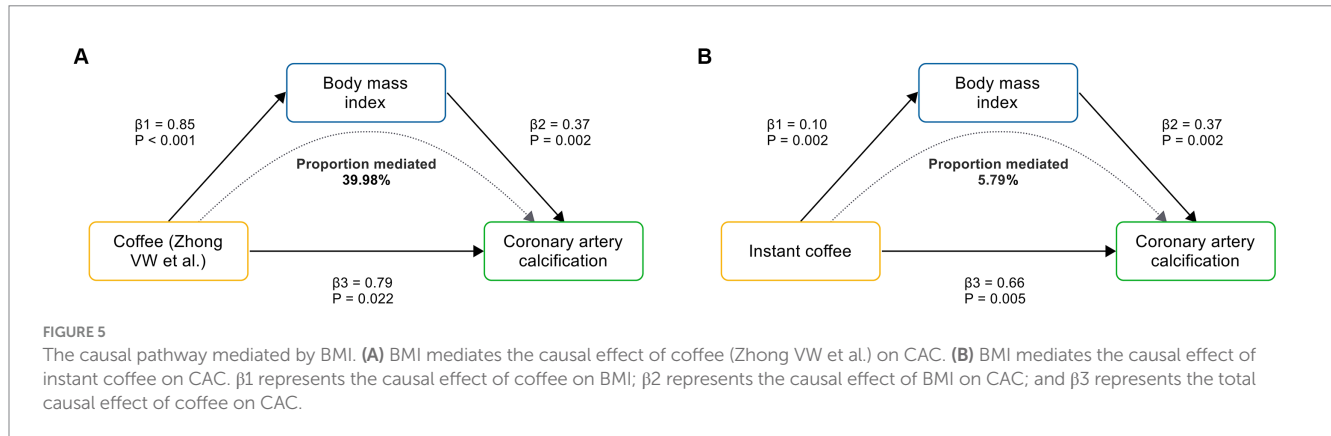 A
Body mass
index
β1 = 0.85
P < 0.001
β2 = 0.37
P = 0.002
Proportion mediated
39.98%
Coffee (Zhong
VW et al.)
Coronary artery
calcification
β3 = 0.79
P = 0.022
B
Body mass
index
β1 = 0.10
P = 0.002
β2 = 0.37
P = 0.002
Proportion mediated
5.79%
Instant coffee
Coronary artery
calcification
β3 = 0.66
P = 0.005
FIGURE 5
The causal pathway mediated by BMI. (A) BMI mediates the causal effect of coffee (Zhong VW et al.) on CAC. (B) BMI mediates the causal effect of
instant coffee on CAC. β1 represents the causal effect of coffee on BMI; β2 represents the causal effect of BMI on CAC; and β3 represents the total
causal effect of coffee on CAC.